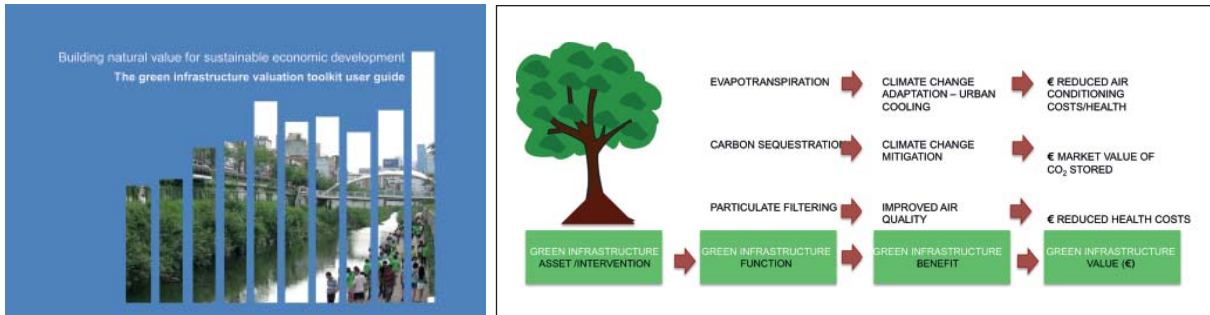 Building natural value for sustainable economic development
The green infrastructure valuation toolkit user guide
EVAPOTRANSPIRATION
CLIMATE CHANGE
ADAPTATION – URBAN
COOLING
€ REDUCED AIR
CONDITIONING
COSTS/HEALTH
CARBON SEQUESTRATION
CLIMATE CHANGE
MITIGATION
€ MARKET VALUE OF
CO₂ STORED
PARTICULATE FILTERING
IMPROVED AIR
QUALITY
€ REDUCED HEALTH COSTS
GREEN INFRASTRUCTURE
ASSET /INTERVENTION
GREEN INFRASTRUCTURE
FUNCTION
GREEN INFRASTRUCTURE
BENEFIT
GREEN INFRASTRUCTURE
VALUE (€)